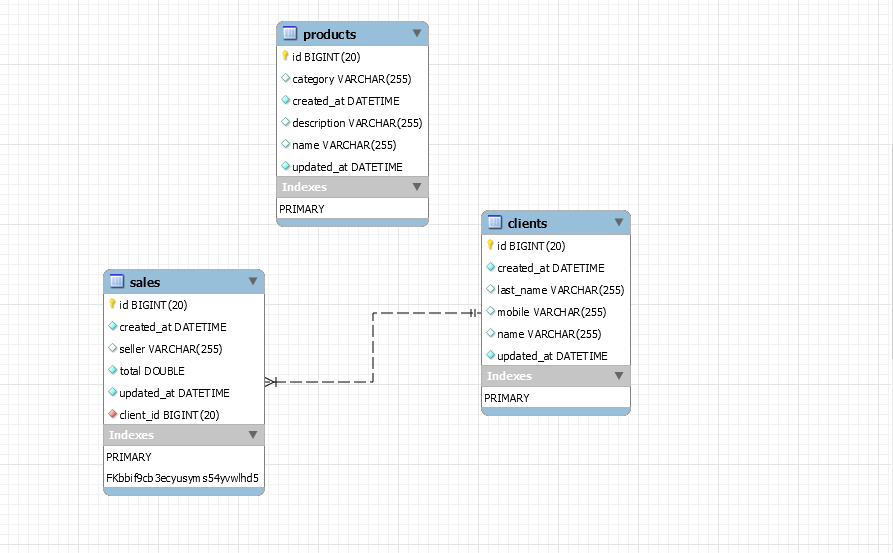 products
id BIGINT(20)
category VARCHAR(255)
created_at DATETIME
description VARCHAR(255)
name VARCHAR(255)
updated_at DATETIME
Indexes
PRIMARY
clients
id BIGINT(20)
created_at DATETIME
last_name VARCHAR(255)
mobile VARCHAR(255)
name VARCHAR(255)
updated_at DATETIME
Indexes
PRIMARY
sales
id BIGINT(20)
created_at DATETIME
seller VARCHAR(255)
total DOUBLE
updated_at DATETIME
client_id BIGINT(20)
Indexes
PRIMARY
FKbbif9cb3ecyusyms54yvwlhd5